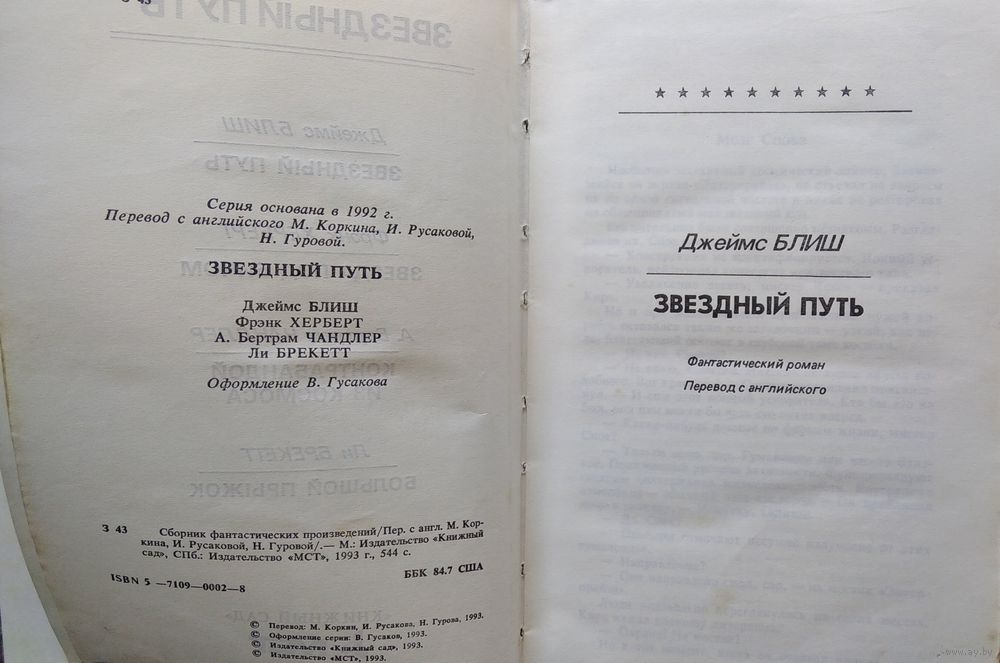 З 43
Серия основана в 1992 г.
Перевод с английского М. Коркина, И. Русаковой,
Н. Гуровой.
ЗВЕЗДНЫЙ ПУТЬ
Джеймс БЛИШ
Фрэнк ХЕРБЕРТ
А. Бертрам ЧАНДЛЕР
Ли БРЕКЕТТ
Оформление В. Гусакова
З 43 Сборник фантастических произведений/Пер. с англ. М. Кор-
кина, И. Русаковой, Н. Гуровой/.— М.: Издательство «Книжный
сад», СПб.: Издательство «МСТ», 1993 г., 544 с.
ББК 84.7 США
ISBN 5 —7109—0002—8
© Перевод: М. Коркин, И. Русакова, Н. Гурова, 1993.
© Оформление серии: В. Гусаков, 1993.
© Издательство «Книжный сад», 1993.
© Издательство «МСТ», 1993.
Джеймс БЛИШ
ЗВЕЗДНЫЙ ПУТЬ
Фантастический роман
Перевод с английского
www.ay.by